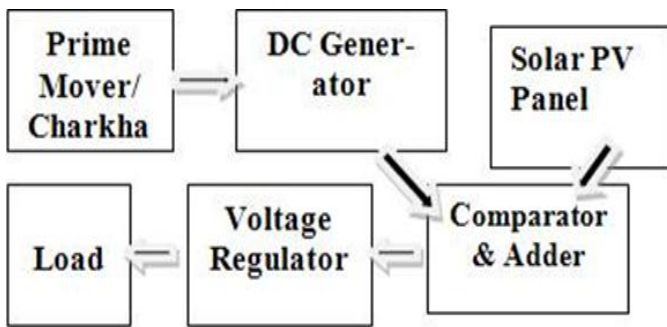 Prime
Mover/
Charkha
DC Gener-
ator
Solar PV
Panel
Load
Voltage
Regulator
Comparator
& Adder